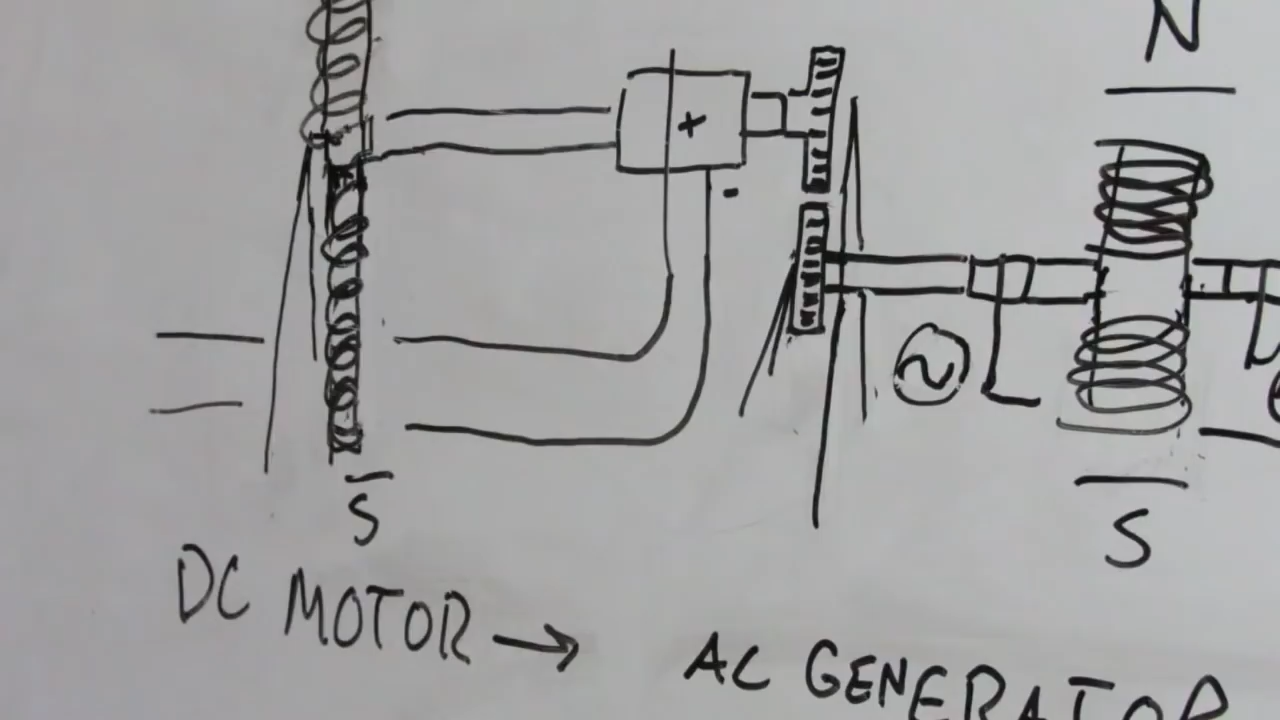 N
+
-
~
S
S
DC MOTOR →
AC GENERATOR